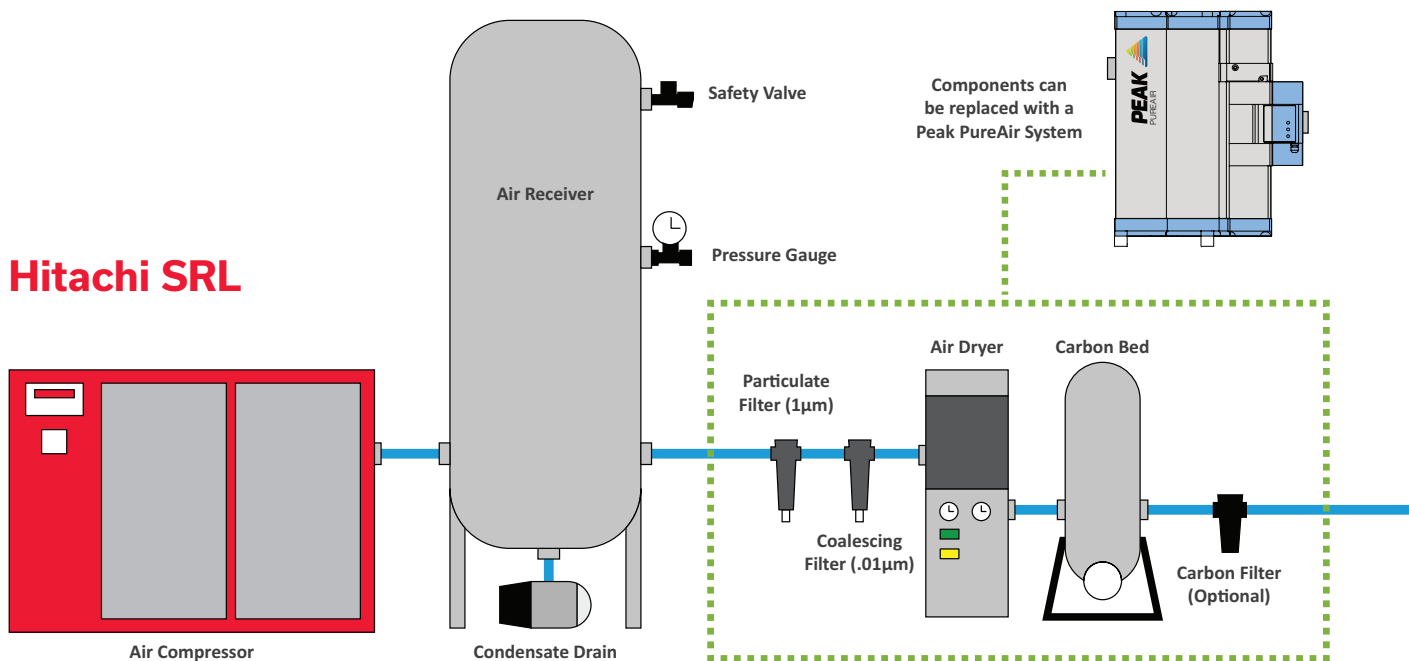 Components can
be replaced with a
Peak PureAir System
PEAK
PUREAIR
Safety Valve
Air Receiver
Pressure Gauge
Hitachi SRL
Air Dryer
Carbon Bed
Particulate
Filter (1µm)
Coalescing
Filter (.01µm)
Carbon Filter
(Optional)
Air Compressor
Condensate Drain